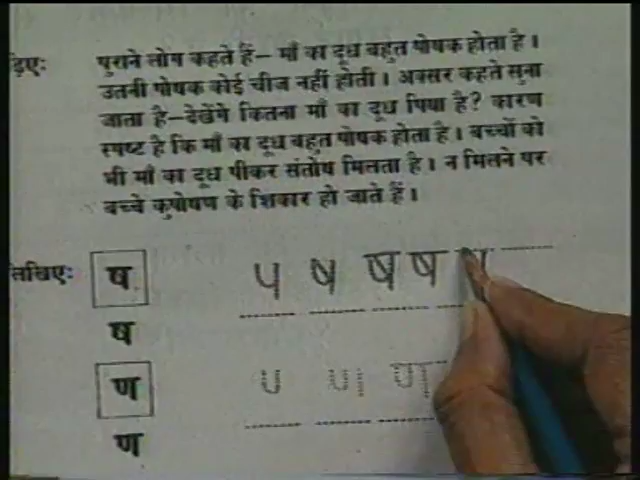 ढ़िए: पुराने लोग कहते हैं– माँ का दूध बहुत पोषक होता है।
उतनी पोषक कोई चीज नहीं होती। अक्सर कहते सुना
जाता है–देखेंगे कितना माँ का दूध पिया है? कारण
स्पष्ट है कि माँ का दूध बहुत पोषक होता है। बच्चों को
भी माँ का दूध पीकर संतोष मिलता है। न मिलने पर
बच्चे कुपोषण के शिकार हो जाते हैं।
लिखिए: ष प ष ष ष
ष
ण ण
ण